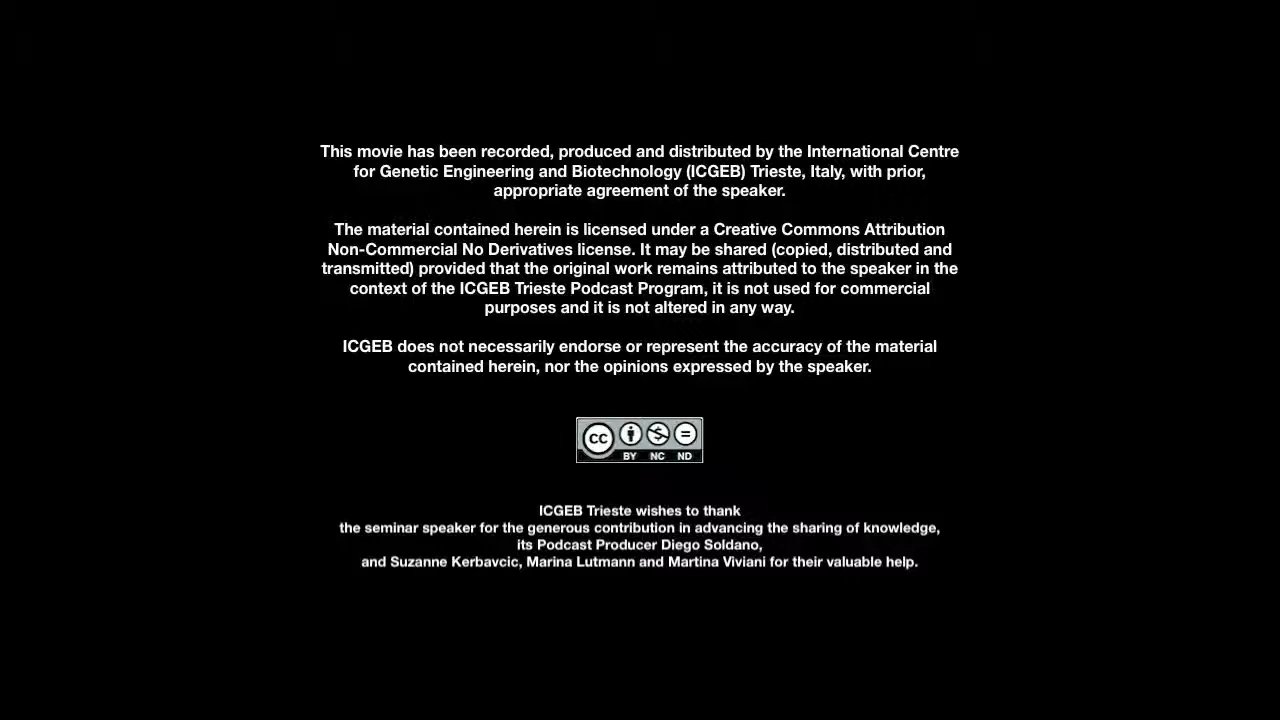 This movie has been recorded, produced and distributed by the International Centre
for Genetic Engineering and Biotechnology (ICGEB) Trieste, Italy, with prior,
appropriate agreement of the speaker.
The material contained herein is licensed under a Creative Commons Attribution
Non-Commercial No Derivatives license. It may be shared (copied, distributed and
transmitted) provided that the original work remains attributed to the speaker in the
context of the ICGEB Trieste Podcast Program, it is not used for commercial
purposes and it is not altered in any way.
ICGEB does not necessarily endorse or represent the accuracy of the material
contained herein, nor the opinions expressed by the speaker.
CC
BY NC ND
ICGEB Trieste wishes to thank
the seminar speaker for the generous contribution in advancing the sharing of knowledge,
its Podcast Producer Diego Soldano,
and Suzanne Kerbavcic, Marina Lutmann and Martina Viviani for their valuable help.